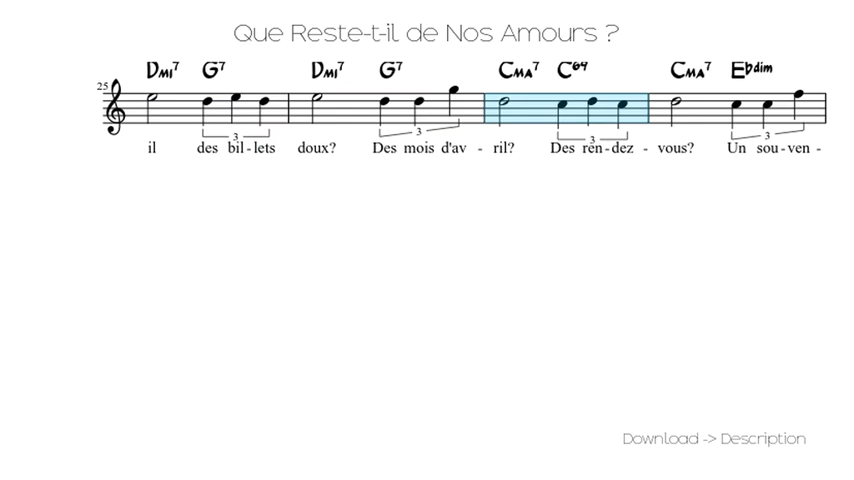 Que Reste-t-il de Nos Amours ?
Dmi7 G7 Dmi7 G7 Cma7 C64 Cma7 Ebdim
25
3 3 3 3
il des bil-lets doux? Des mois d'av - ril? Des ren-dez - vous? Un sou-ven -
Download -> Description